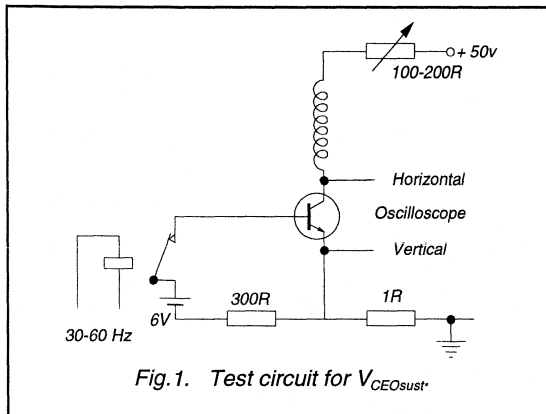 + 50v
100-200R
Horizontal
Oscilloscope
Vertical
300R
1R
6V
30-60 Hz
Fig.1. Test circuit for VCEOsust.